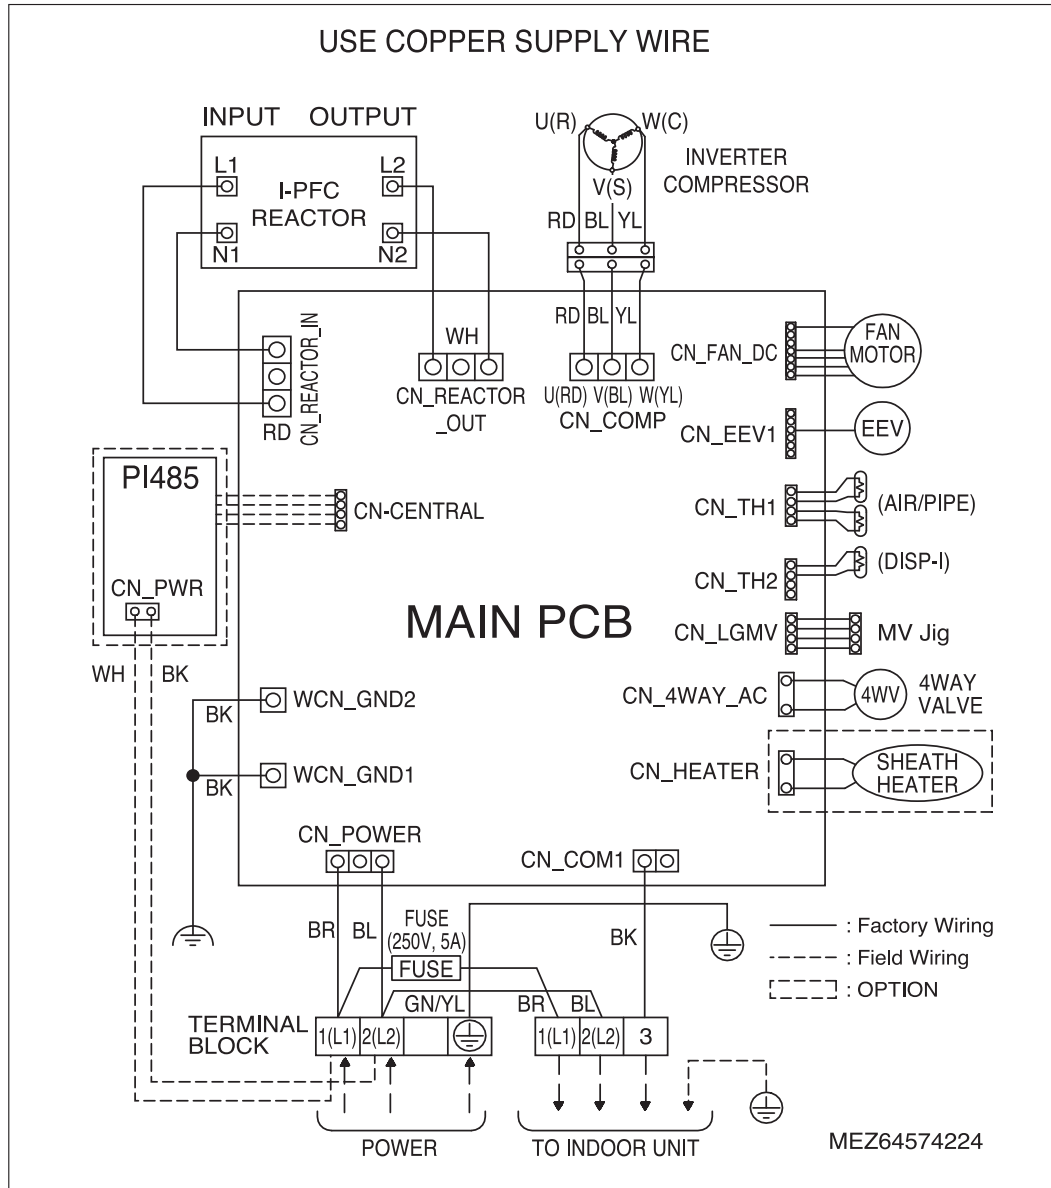 USE COPPER SUPPLY WIRE
INPUT OUTPUT
L1
L2
I-PFC
REACTOR
N1
N2
U(R)
W(C)
V(S)
INVERTER
COMPRESSOR
RD BL YL
RD BL YL
CN_REACTOR_IN
RD
WH
CN_REACTOR
_OUT
U(RD) V(BL) W(YL)
CN_COMP
CN_FAN_DC
FAN
MOTOR
CN_EEV1
EEV
PI485
CN-CENTRAL
CN_TH1
(AIR/PIPE)
CN_TH2
(DISP-I)
CN_PWR
MAIN PCB
CN_LGMV
MV Jig
WH
BK
CN_4WAY_AC
4WV
4WAY
VALVE
BK
WCN_GND2
BK
WCN_GND1
CN_HEATER
SHEATH
HEATER
CN_POWER
CN_COM1
BR
BL
FUSE
(250V, 5A)
FUSE
BK
GN/YL
BR
BL
: Factory Wiring
: Field Wiring
: OPTION
TERMINAL
BLOCK
1(L1) 2(L2)
1(L1) 2(L2) 3
POWER
TO INDOOR UNIT
MEZ64574224